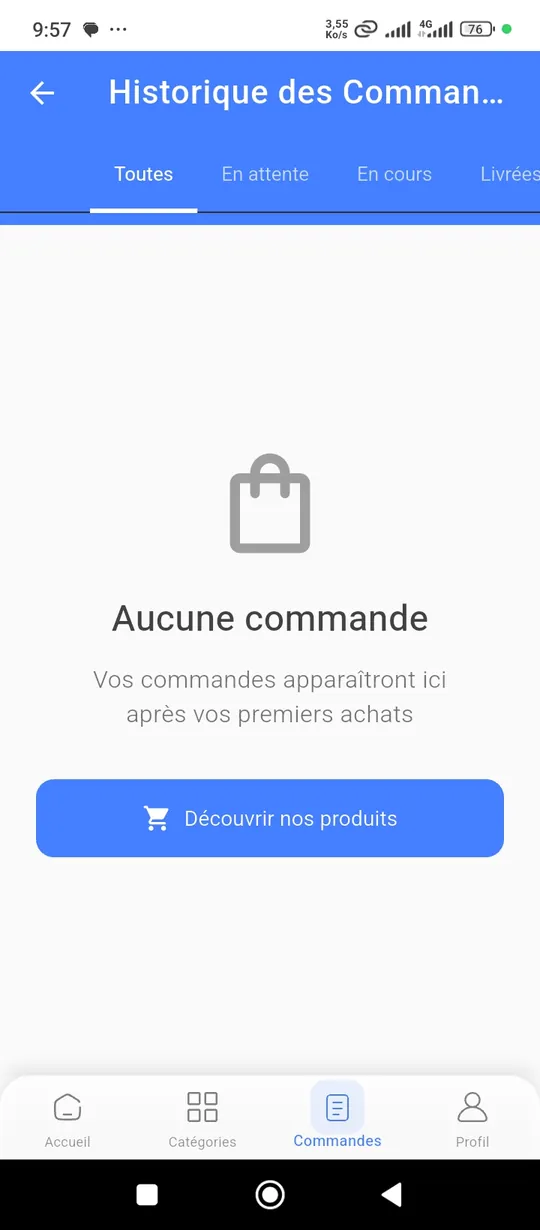 9:57 ... 3,55 Ko/s 4G 76
Historique des Comman...
Toutes En attente En cours Livrées
Aucune commande
Vos commandes apparaîtront ici
après vos premiers achats
Découvrir nos produits
Accueil Catégories Commandes Profil